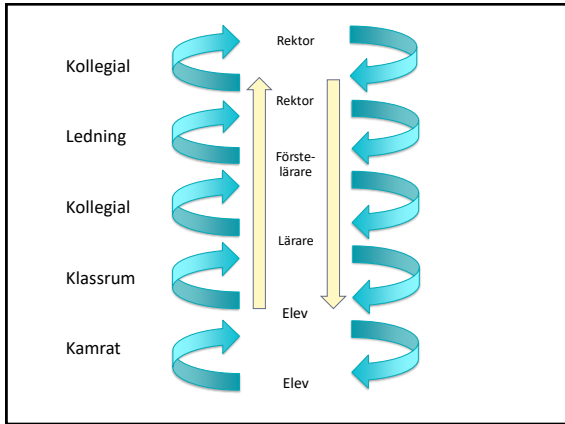 Rektor
Kollegial
Rektor
Ledning
Förste-
lärare
Kollegial
Lärare
Klassrum
Elev
Kamrat
Elev